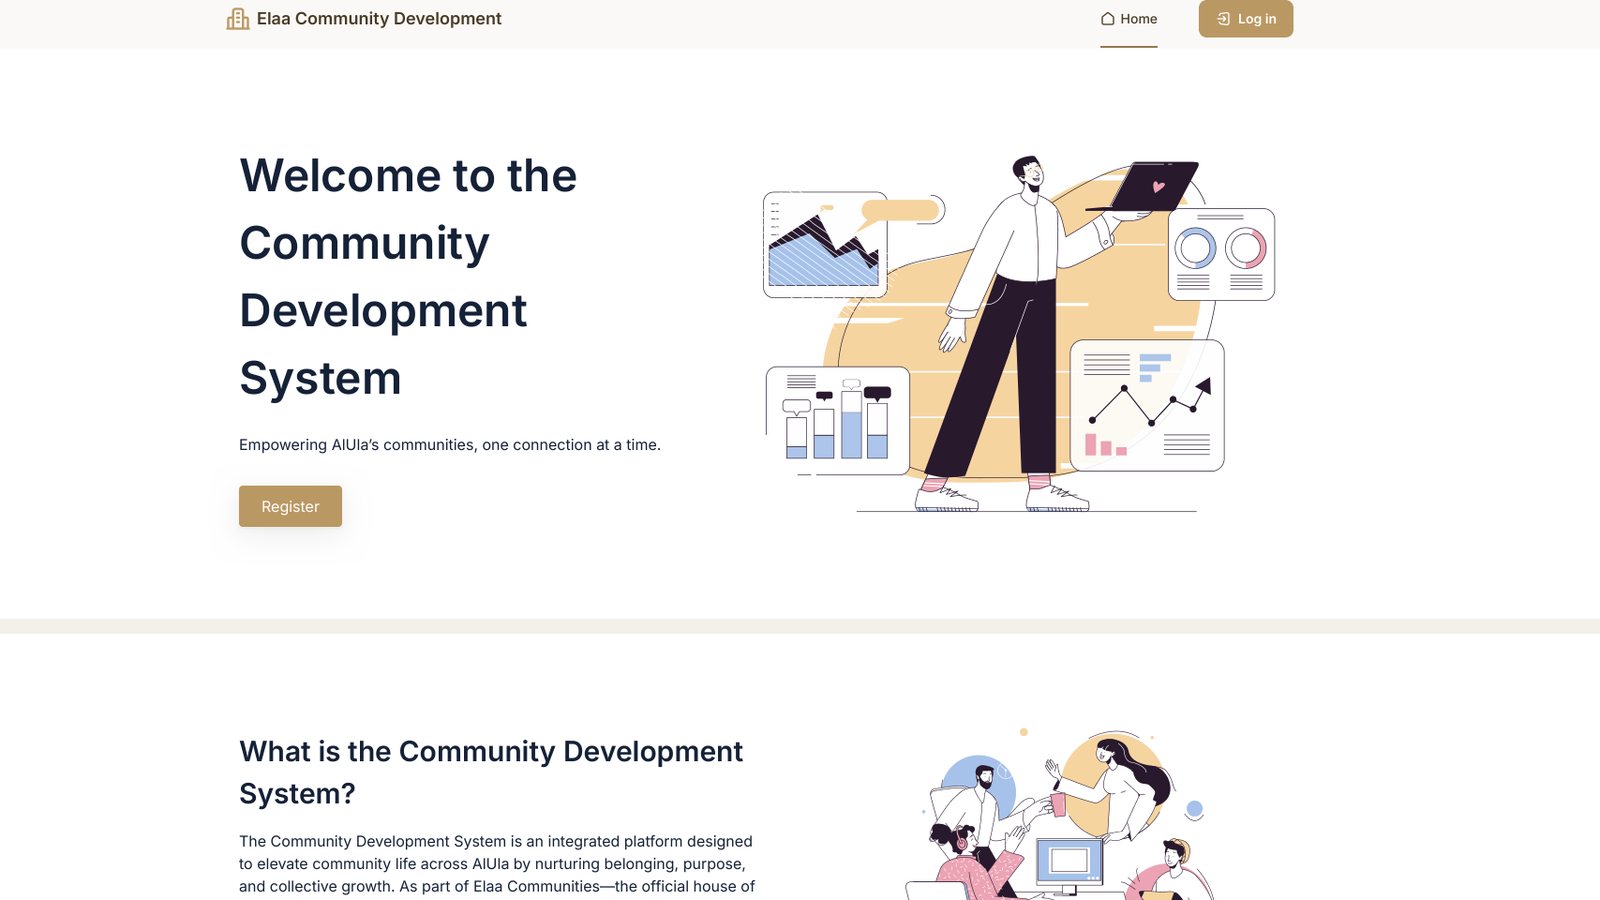 Elaa Community Development
Home
Log in
Welcome to the
Community
Development
System
Empowering AlUla’s communities, one connection at a time.
Register
What is the Community Development
System?
The Community Development System is an integrated platform designed
to elevate community life across AlUla by nurturing belonging, purpose,
and collective growth. As part of Elaa Communities—the official house of